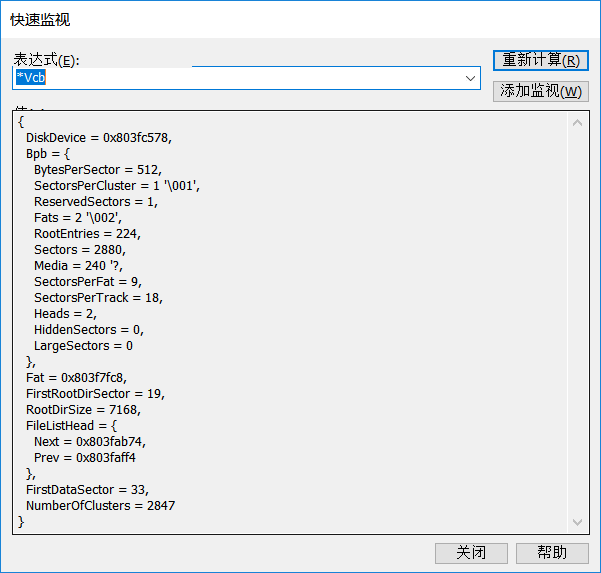 快速监视
表达式(E):
重新计算(R)
*Vcb
添加监视(W)
{
DiskDevice = 0x803fc578,
Bpb = {
BytesPerSector = 512,
SectorsPerCluster = 1 '\001',
ReservedSectors = 1,
Fats = 2 '\002',
RootEntries = 224,
Sectors = 2880,
Media = 240 '?,
SectorsPerFat = 9,
SectorsPerTrack = 18,
Heads = 2,
HiddenSectors = 0,
LargeSectors = 0
},
Fat = 0x803f7fc8,
FirstRootDirSector = 19,
RootDirSize = 7168,
FileListHead = {
Next = 0x803fab74,
Prev = 0x803faff4
},
FirstDataSector = 33,
NumberOfClusters = 2847
}
关闭
帮助